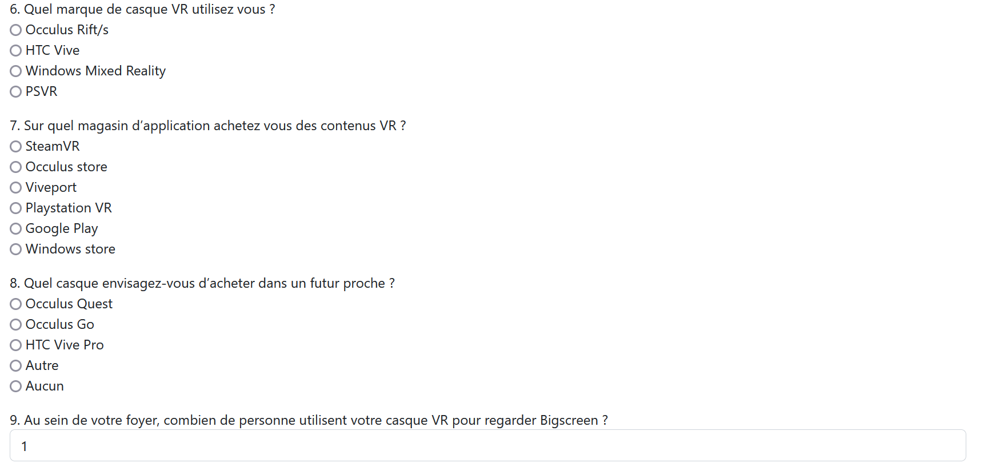 6. Quel marque de casque VR utilisez vous ?
Occulus Rift/s
HTC Vive
Windows Mixed Reality
PSVR
7. Sur quel magasin d’application achetez vous des contenus VR ?
SteamVR
Occulus store
Viveport
Playstation VR
Google Play
Windows store
8. Quel casque envisagez-vous d’acheter dans un futur proche ?
Occulus Quest
Occulus Go
HTC Vive Pro
Autre
Aucun
9. Au sein de votre foyer, combien de personne utilisent votre casque VR pour regarder Bigscreen ?
1